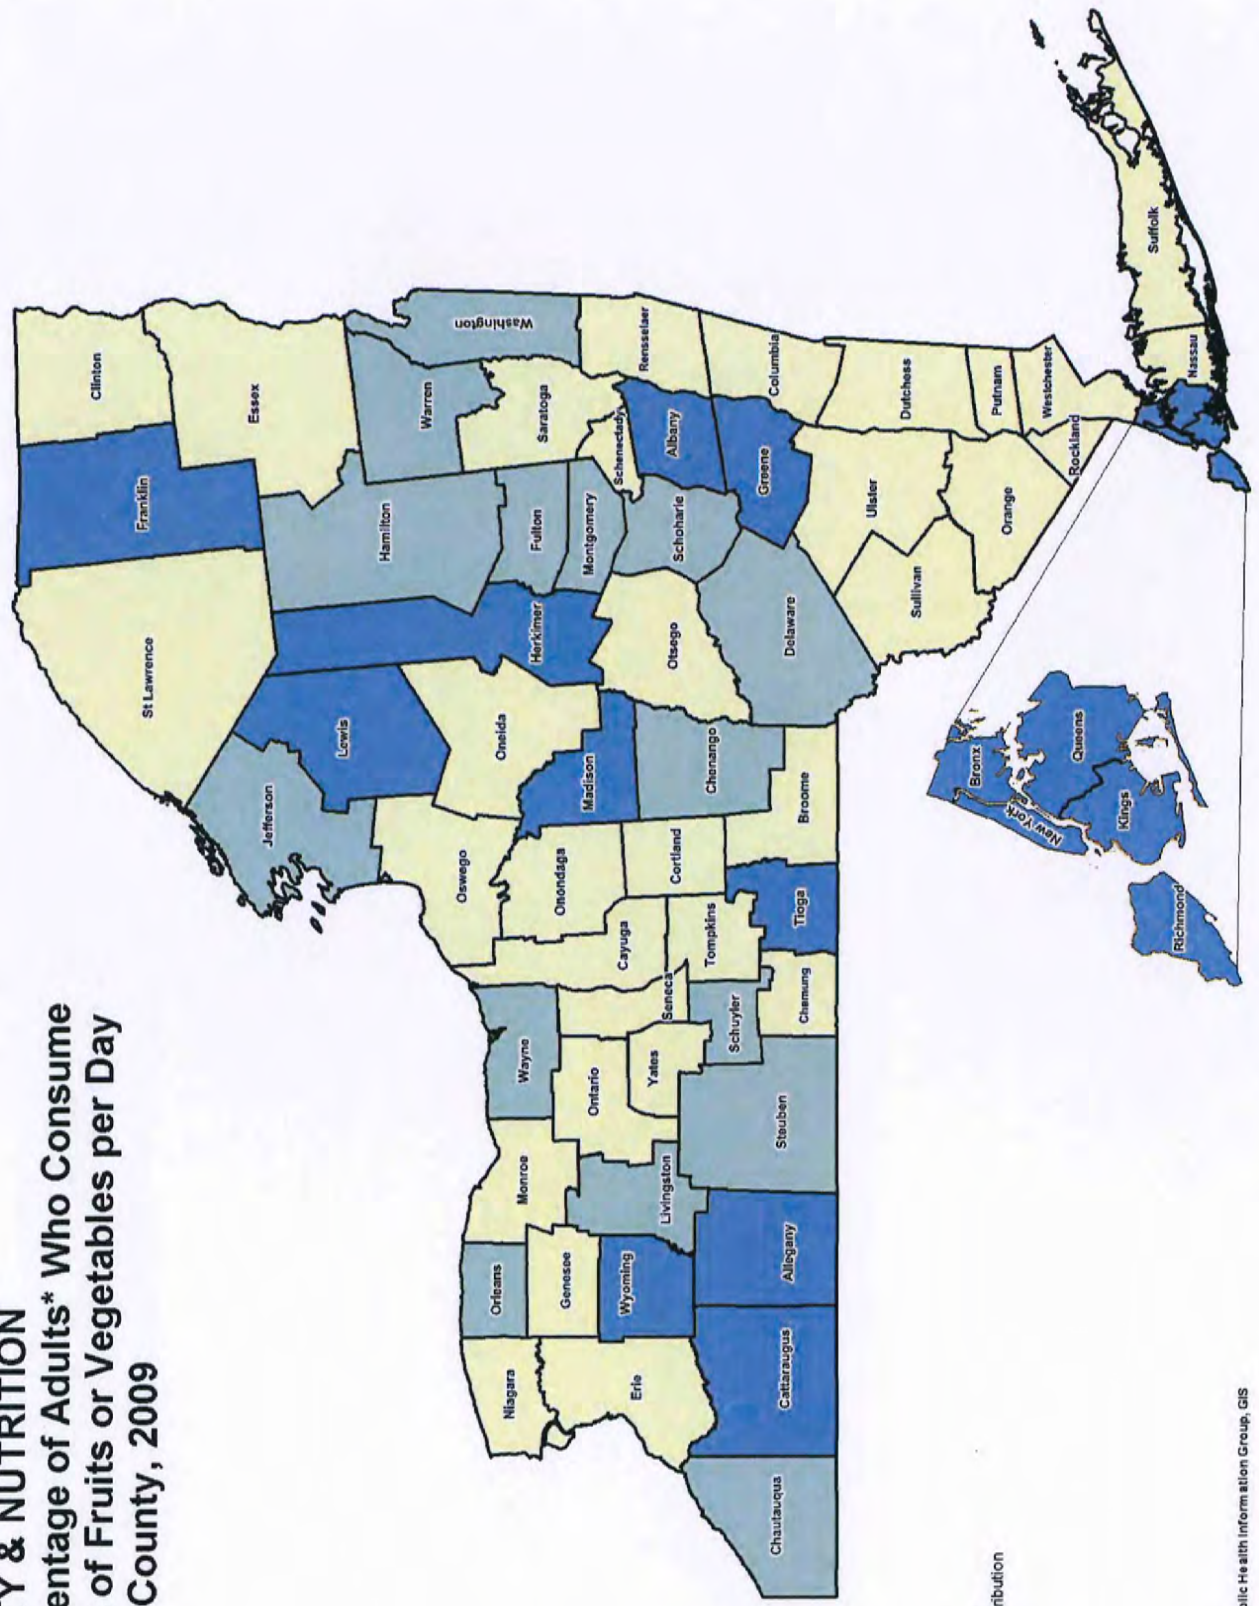 Y & NUTRITION
entage of Adults* Who Consume
of Fruits or Vegetables per Day
County, 2009
Clinton
Franklin
Essex
St Lawrence
Hamilton
Warren
Washington
Jefferson
Lewis
Herkimer
Fulton
Saratoga
Oneida
Oswego
Montgomery
Schenectady
Rensselaer
Madison
Onondaga
Otsego
Schoharie
Albany
Wayne
Cayuga
Seneca
Monroe
Orleans
Niagara
Genesee
Ontario
Yates
Livingston
Wyoming
Erie
Cortland
Chenango
Tompkins
Schuyler
Columbia
Greene
Delaware
Broome
Tioga
Chemung
Steuben
Allegany
Cattaraugus
Chautauqua
Ulster
Dutchess
Sullivan
Orange
Putnam
Westchester
Rockland
Suffolk
Nassau
Bronx
New York
Queens
Kings
Richmond
ribution
blic Health Information Group, GIS